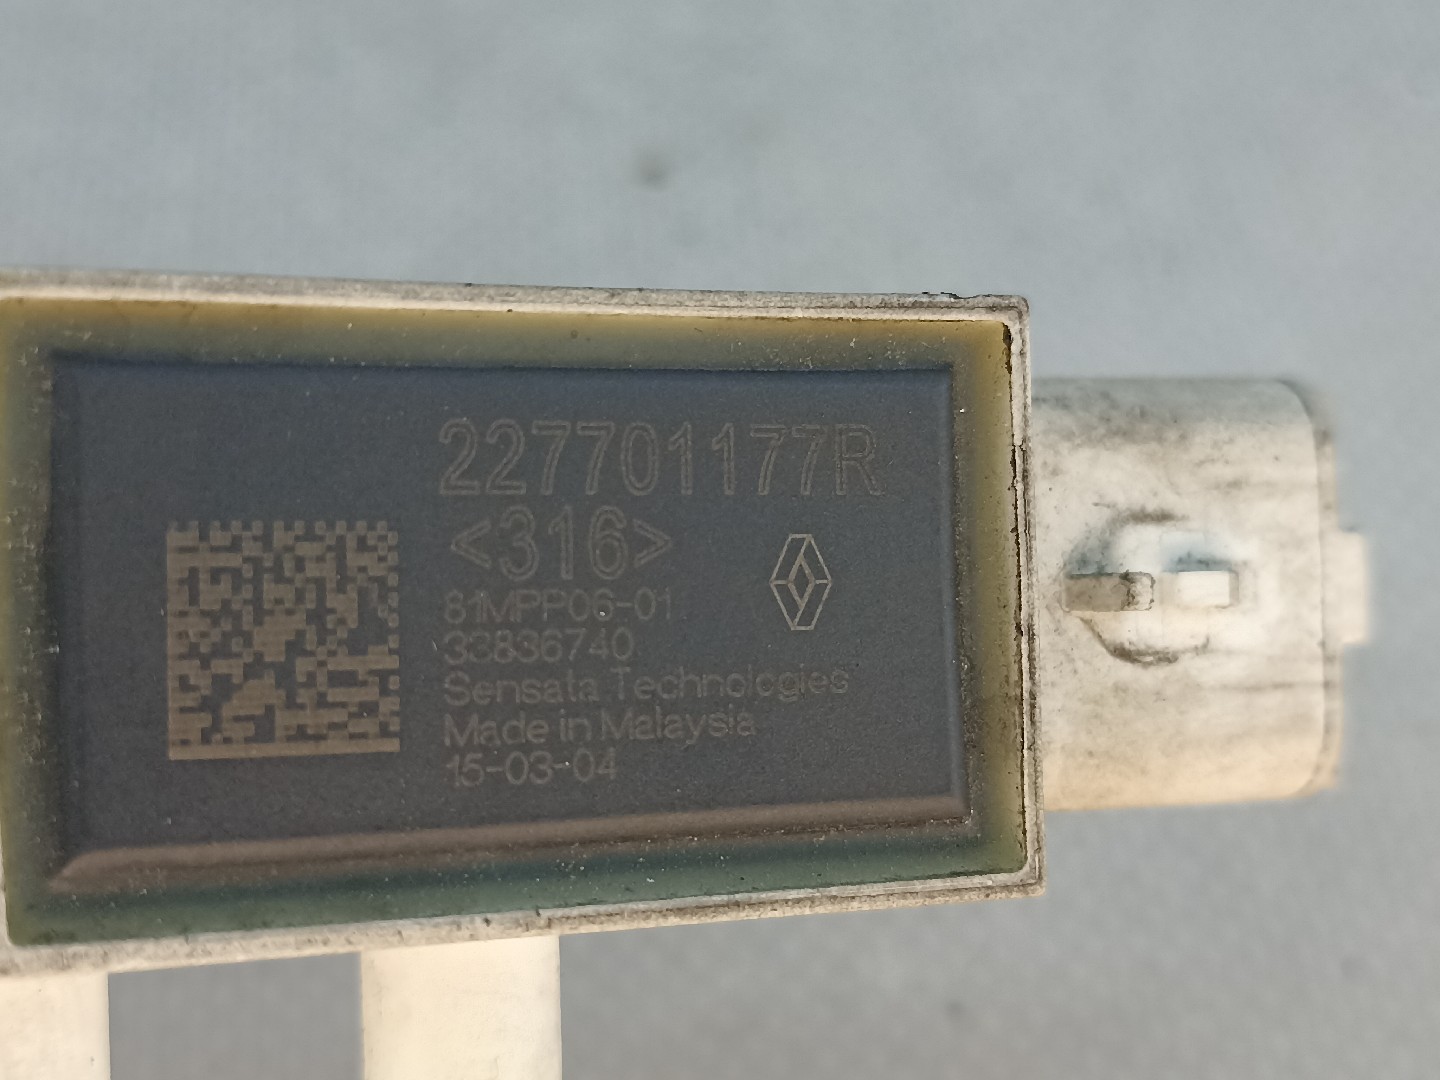 227701177R
<316>
81MPP06-01
33836740
Sensata Technologies
Made in Malaysia
15-03-04